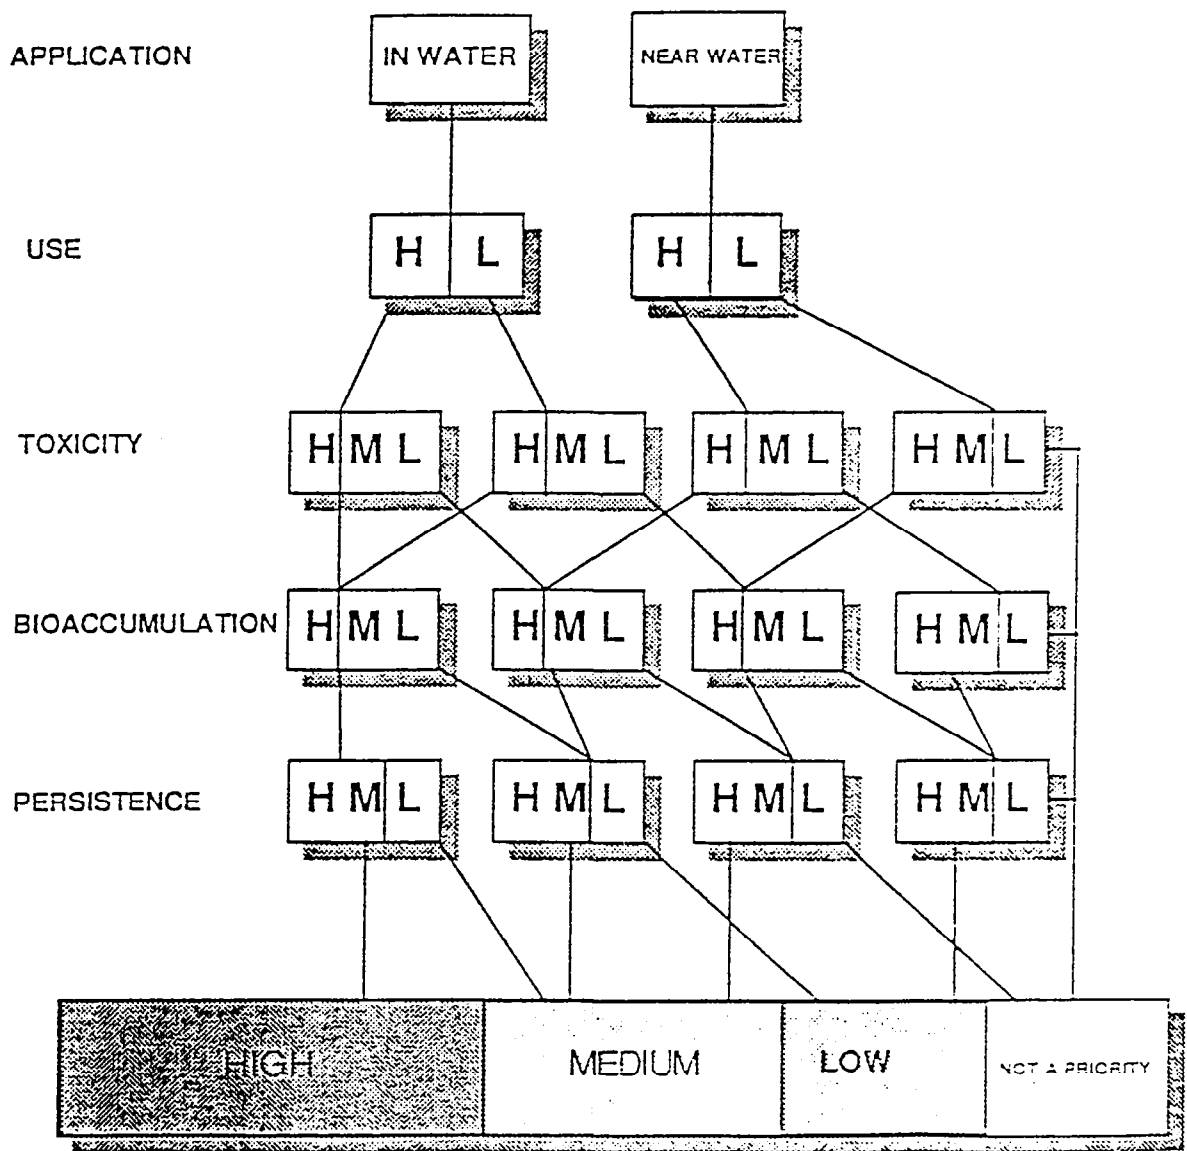 APPLICATION IN WATER NEAR WATER
USE H L H L
TOXICITY H M L H M L H M L H M L
BIOACCUMULATION H M L H M L H M L H M L
PERSISTENCE H M L H M L H M L H M L
HIGH MEDIUM LOW NOT A PRIORITY